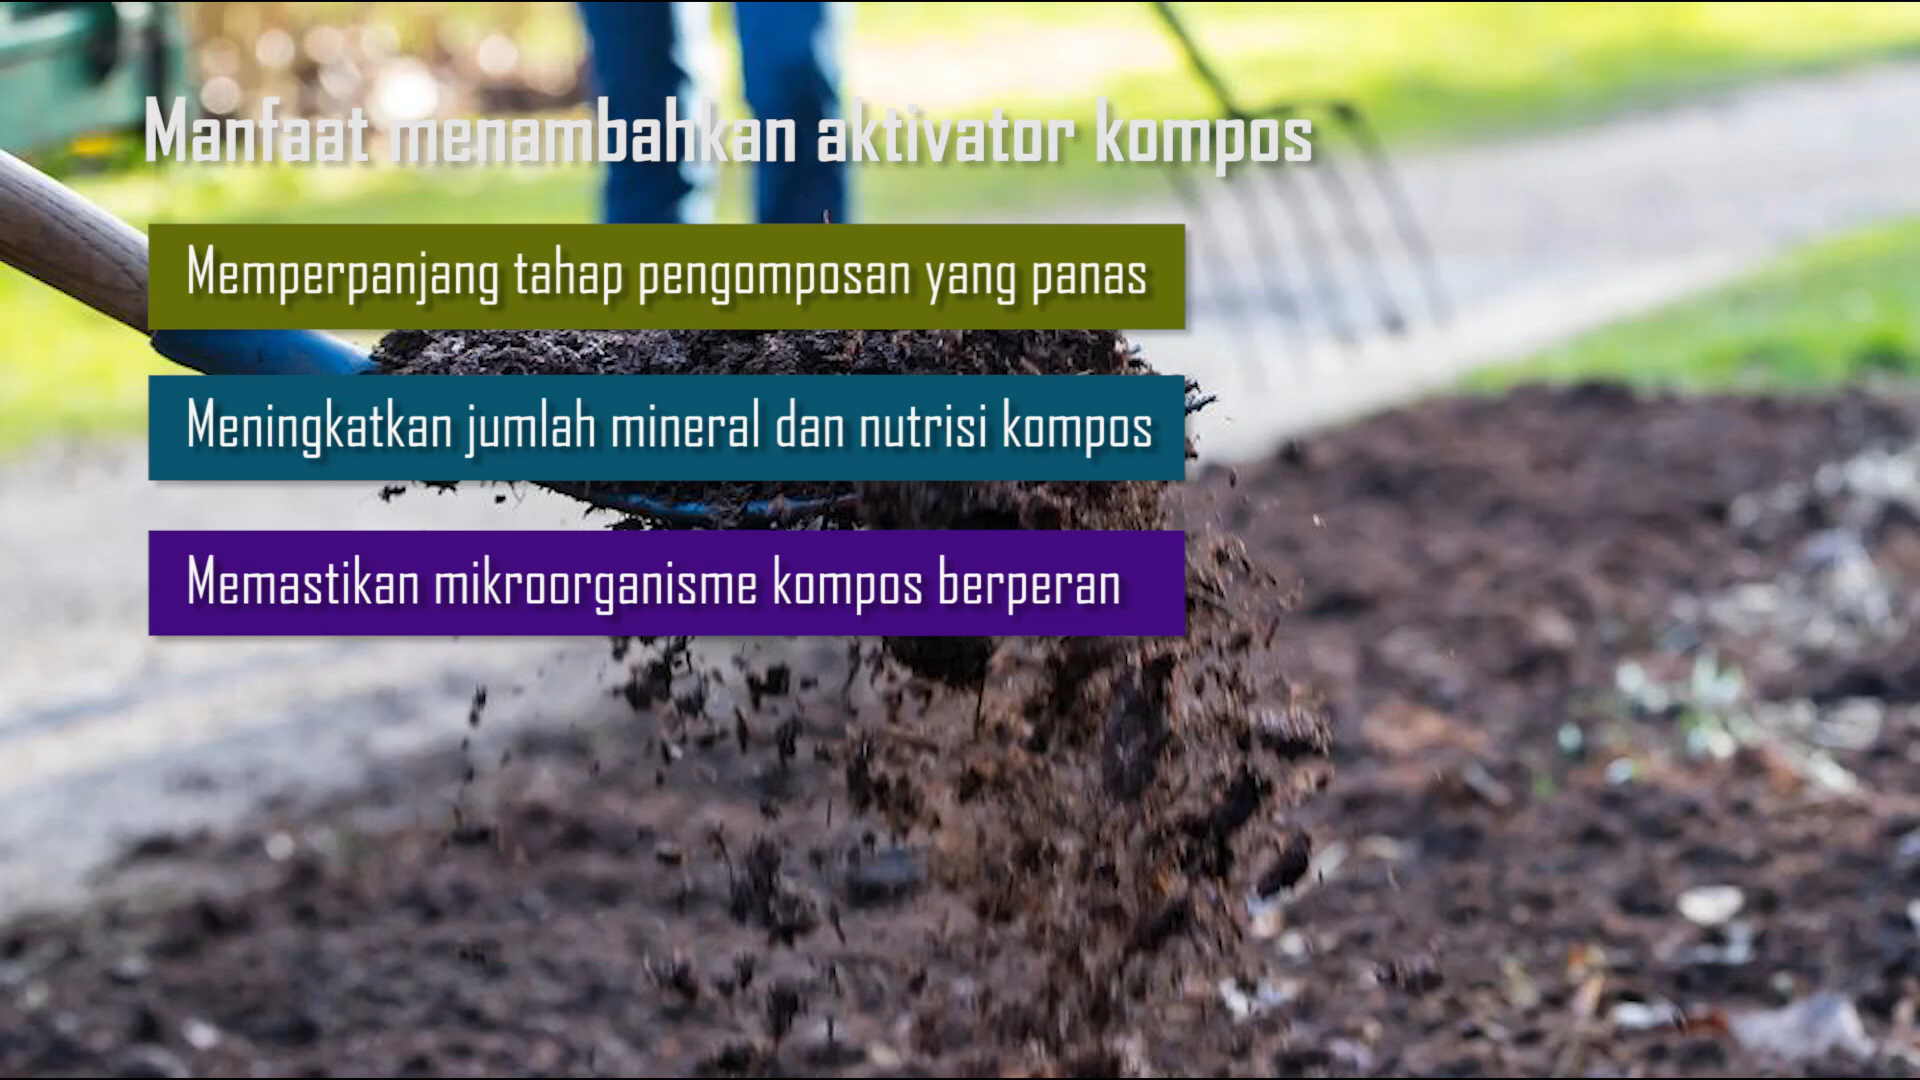 Manfaat menambahkan aktivator kompos
Memperpanjang tahap pengomposan yang panas
Meningkatkan jumlah mineral dan nutrisi kompos
Memastikan mikroorganisme kompos berperan